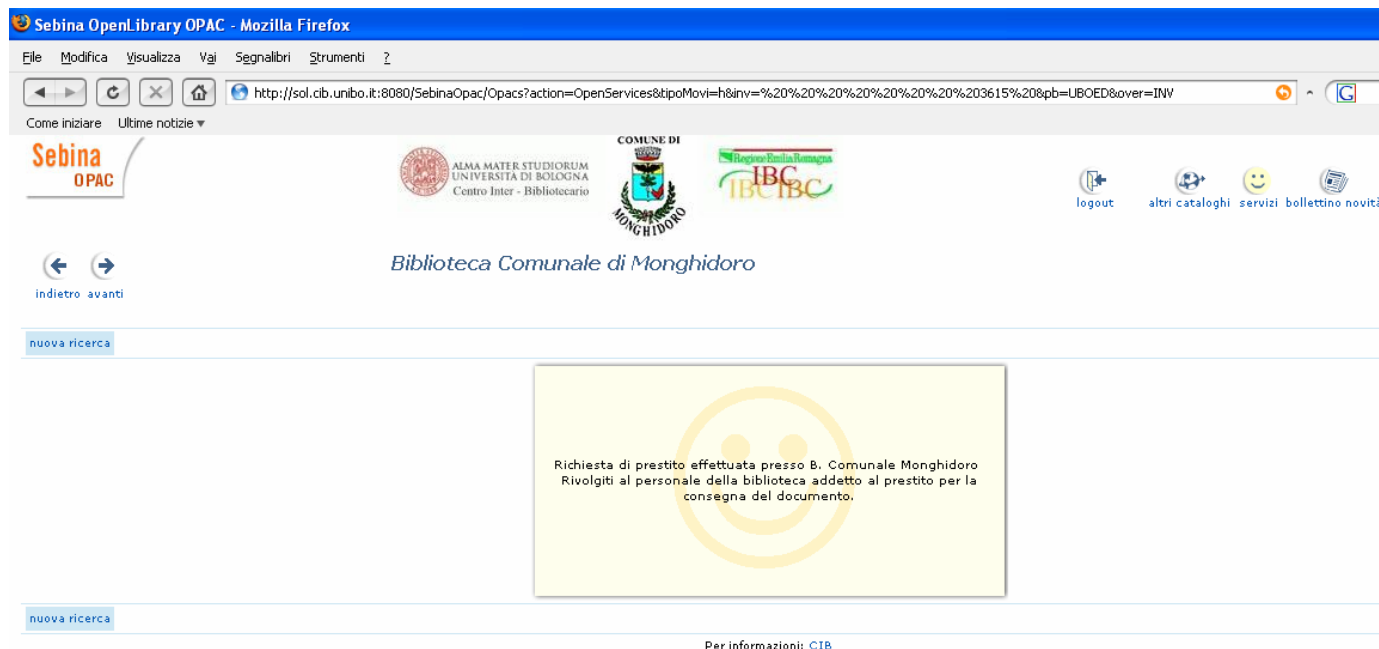 Sebina OpenLibrary OPAC - Mozilla Firefox
File Modifica Visualizza Vai Segnalibri Strumenti ?
http://sol.cib.unibo.it:8080/SebinaOpac/Opacs?action=OpenServices&tipoMovi=h&inv=%20%20%20%20%20%20%20%20%203615%20&pb=UBOED&over=INV
G
Come iniziare Ultime notizie
Sebina
OPAC
ALMA MATER STUDIORUM
UNIVERSITÀ DI BOLOGNA
Centro Inter - Bibliotecario
COMUNE DI
MONGHIDORO
Regione Emilia Romagna
IBC
logout altri cataloghi servizi bollettino novità
indietro avanti
Biblioteca Comunale di Monghidoro
nuova ricerca
Richiesta di prestito effettuata presso B. Comunale Monghidoro
Rivolgiti al personale della biblioteca addetto al prestito per la
consegna del documento.
nuova ricerca
Per informazioni: CIB